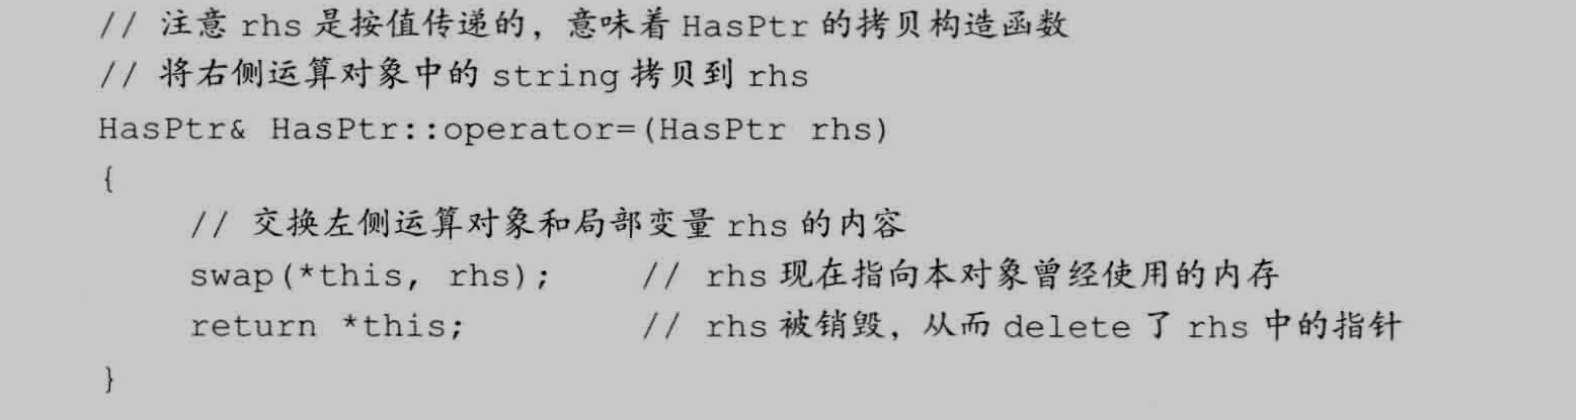 // 注意 rhs 是按值传递的，意味着 HasPtr 的拷贝构造函数
// 将右侧运算对象中的 string 拷贝到 rhs
HasPtr& HasPtr::operator=(HasPtr rhs)
{
    // 交换左侧运算对象和局部变量 rhs 的内容
    swap(*this, rhs);    // rhs 现在指向本对象曾经使用的内存
    return *this;        // rhs 被销毁，从而 delete 了 rhs 中的指针
}